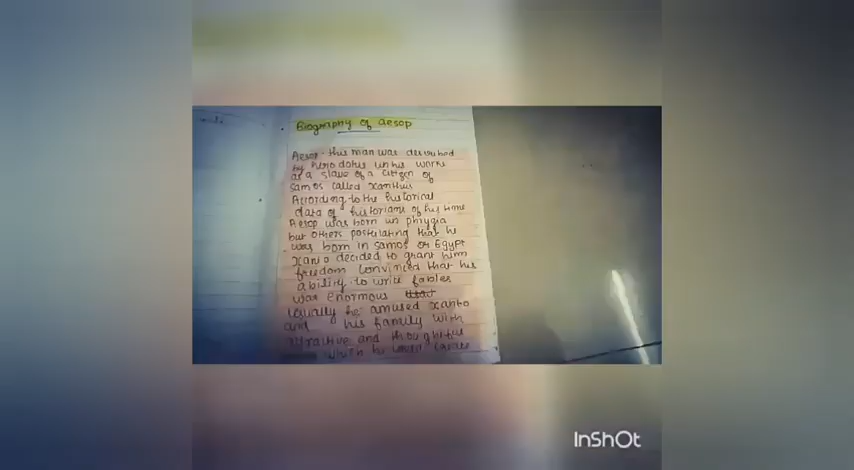 Biography of Aesop
Aesop this man was described
by herodotus in his works
as a slave of a citizen of
Samos called Xanthus
According to the historical
data of historians of his time
Aesop was born in phrygia
but others postulating that he
was born in Samos or Egypt
Xanto decided to grant him
freedom convinced that his
ability to write fables
was enormous
Usually he amused Xanto
and his family with
and thoughtful
which he
InShOt